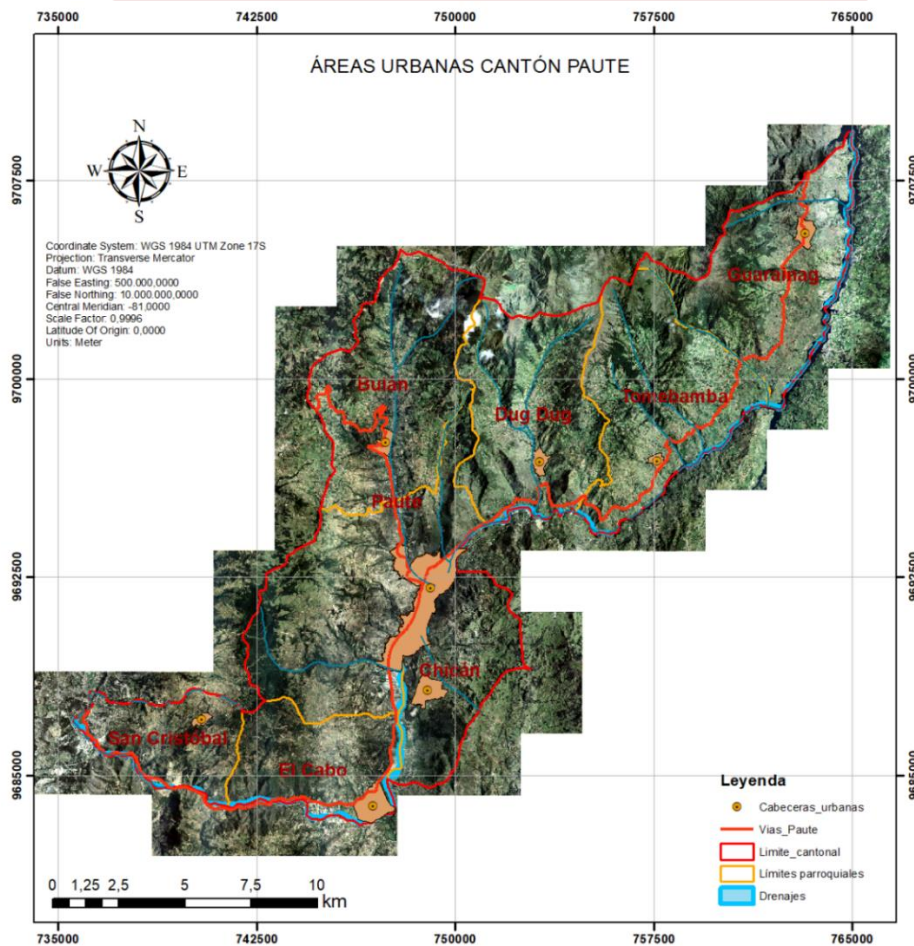 735000 742500 750000 757500 765000
ÁREAS URBANAS CANTÓN PAUTE
N
W E
S
9707500 9707500
Coordinate System: WGS 1984 UTM Zone 17S
Projection: Transverse Mercator
Datum: WGS 1984
False Easting: 500.000,0000
False Northing: 10.000.000,0000
Central Meridian: -81,0000
Scale Factor: 0,9996
Latitude Of Origin: 0,0000
Units: Meter
Guarainag
9700000 9700000
Bulán
Dug Dug
Tomebamba
Paute
9692500 9692500
Chicán
San Cristóbal
El Cabo
9685000 9685000
Leyenda
Cabeceras_urbanas
Vias_Paute
Limite_cantonal
Límites parroquiales
Drenajes
0 1,25 2,5 5 7,5 10
km
735000 742500 750000 757500 765000